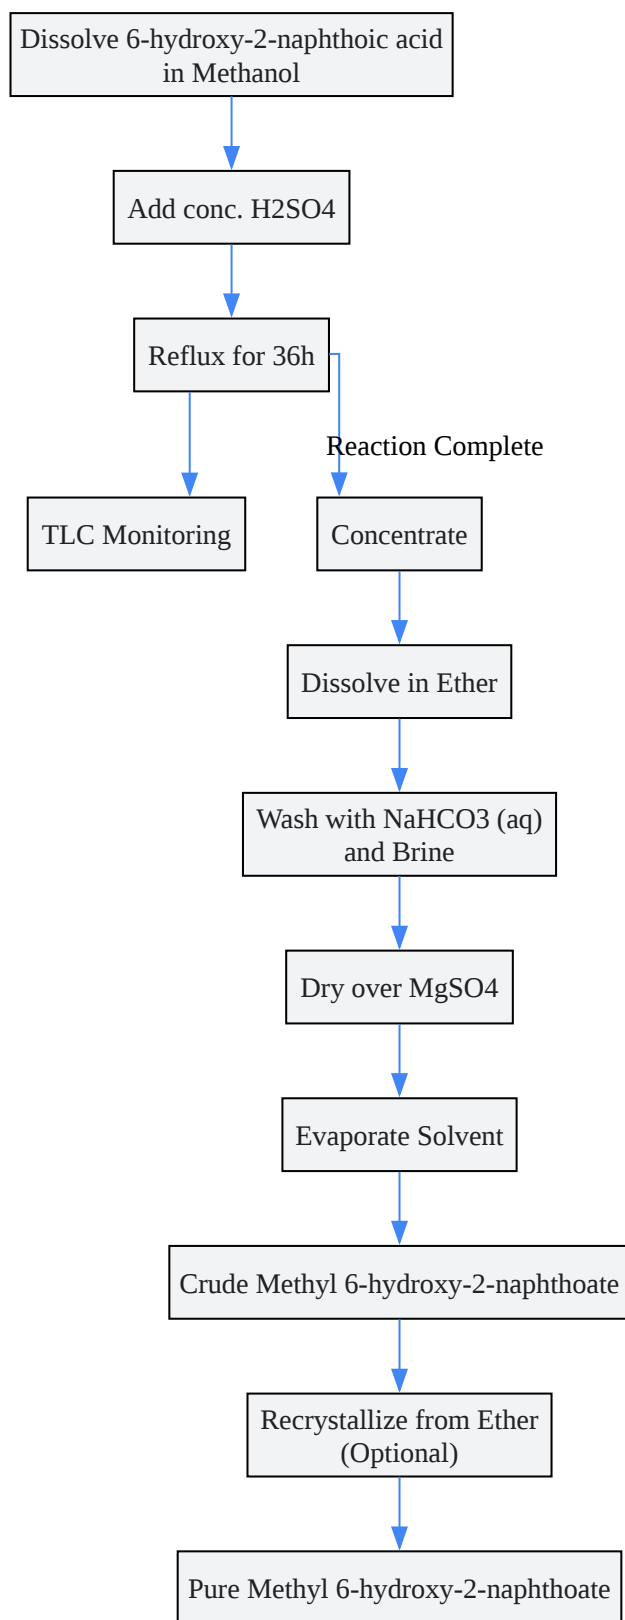 Dissolve 6-hydroxy-2-naphthoic acid
in Methanol
Add conc. H2SO4
Reflux for 36h
Reaction Complete
TLC Monitoring
Concentrate
Dissolve in Ether
Wash with NaHCO3 (aq)
and Brine
Dry over MgSO4
Evaporate Solvent
Crude Methyl 6-hydroxy-2-naphthoate
Recrystallize from Ether
(Optional)
Pure Methyl 6-hydroxy-2-naphthoate